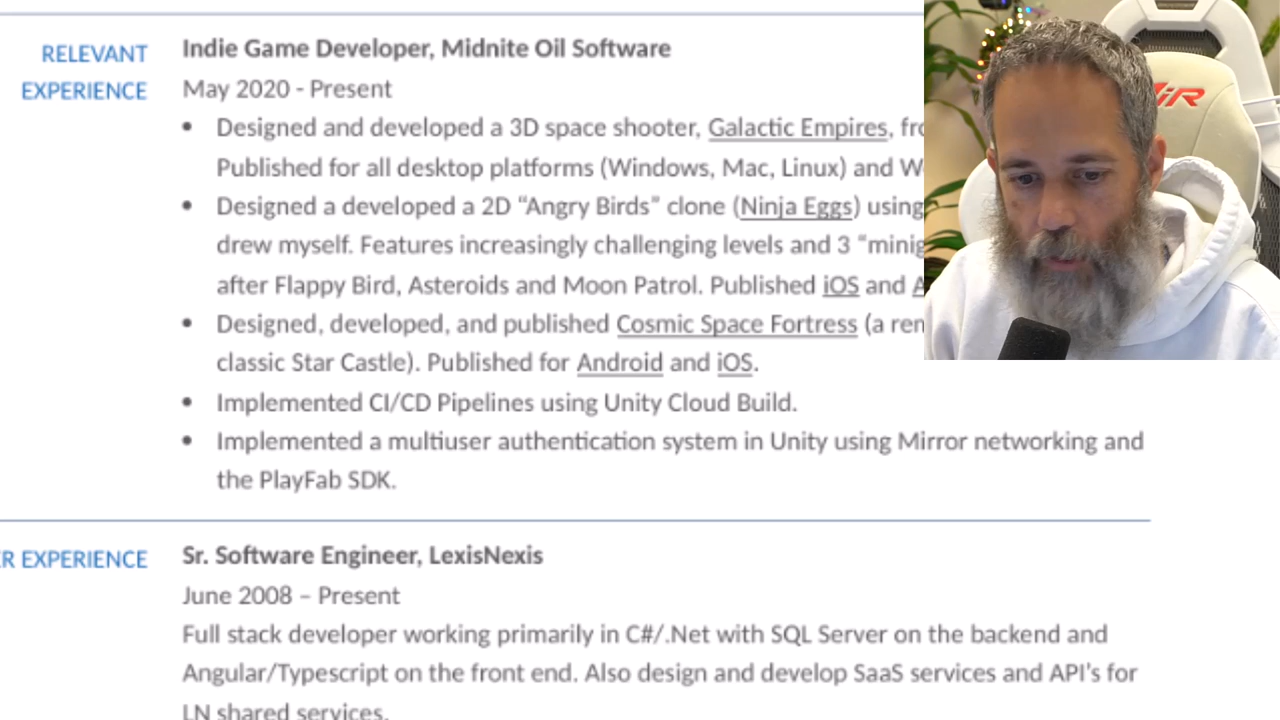 RELEVANT
EXPERIENCE
Indie Game Developer, Midnite Oil Software
May 2020 - Present
• Designed and developed a 3D space shooter, Galactic Empires,
Published for all desktop platforms (Windows, Mac, Linux) and
• Designed a developed a 2D “Angry Birds” clone (Ninja Eggs) using
drew myself. Features increasingly challenging levels and 3
after Flappy Bird, Asteroids and Moon Patrol. Published iOS and
• Designed, developed, and published Cosmic Space Fortress (a
classic Star Castle). Published for Android and iOS.
• Implemented CI/CD Pipelines using Unity Cloud Build.
• Implemented a multiuser authentication system in Unity using Mirror networking and
the PlayFab SDK.
EXPERIENCE
Sr. Software Engineer, LexisNexis
June 2008 – Present
Full stack developer working primarily in C#/.Net with SQL Server on the backend and
Angular/Typescript on the front end. Also design and develop SaaS services and API’s for
LN shared services.